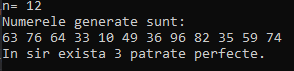 n= 12
Numerele generate sunt:
63 76 64 33 10 49 36 96 82 35 59 74
In sir exista 3 patrate perfecte.